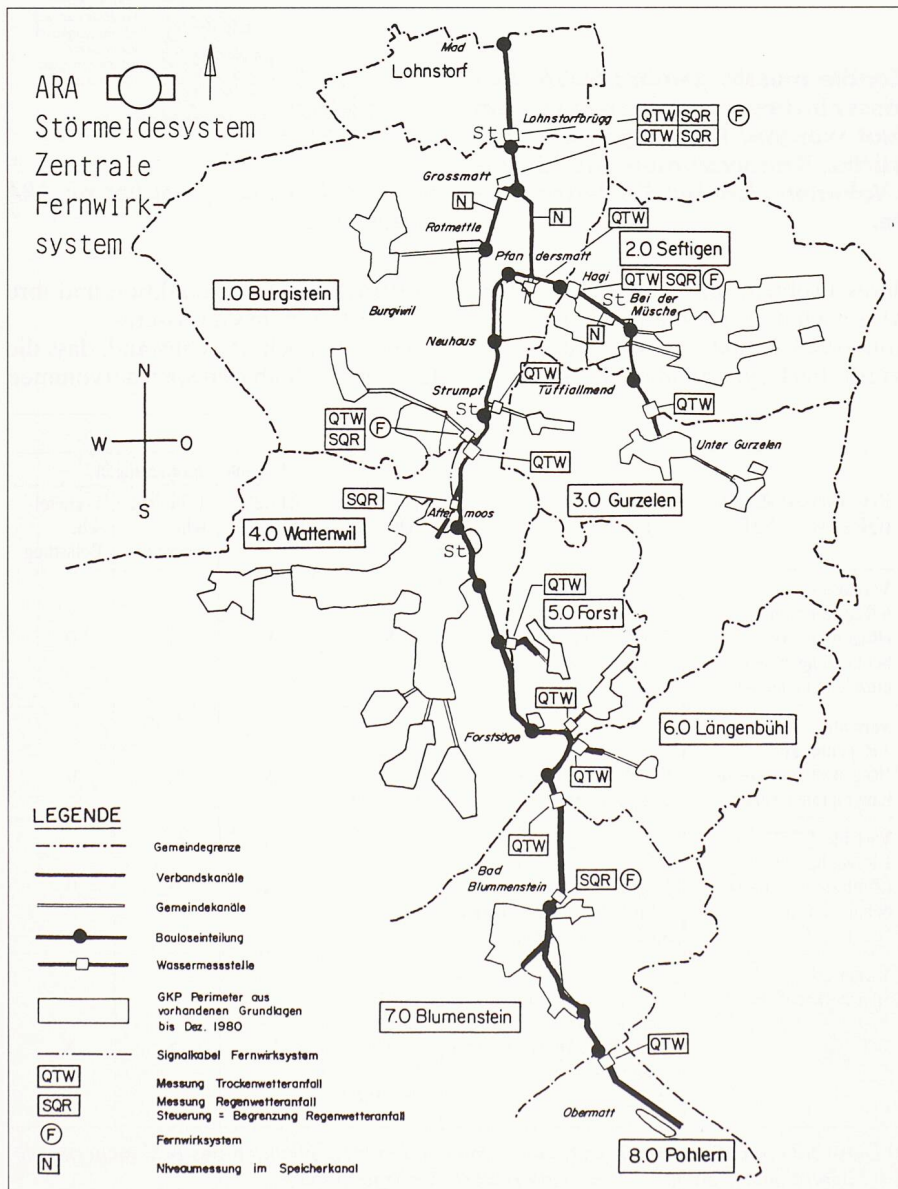 ARA
Störmeldesystem
Zentrale
Fernwirk-
system
Mad
Lohnstorf
Lohnstorfbrügg
QTW SQR F
QTW SQR
St
Grossmatt
N
N
QTW
Rotmettle
Pfandersmatt
2.0 Seftigen
Hagi
QTW SQR F
1.0 Burgistein
St
Bei der
Müsche
Burgiwil
N
Neuhaus
QTW
Tüffiallmend
Strumpf
QTW
St
QTW
SQR
F
Unter Gurzelen
QTW
N
W O
S
3.0 Gurzelen
SQR
Aftermoos
4.0 Wattenwil
St
QTW
5.0 Forst
QTW
6.0 Längenbühl
Forstsäge
QTW
QTW
LEGENDE
Gemeindegrenze
Verbandskanäle
Gemeindekanäle
Bauloseinteilung
Wassermessstelle
GKP Perimeter aus
vorhandenen Grundlagen
bis Dez. 1980
Signalkabel Fernwirksystem
QTW Messung Trockenwetteranfall
SQR Messung Regenwetteranfall
Steuerung = Begrenzung Regenwetteranfall
F Fernwirksystem
N Niveaumessung im Speicherkanal
Bad
Blummenstein
SQR F
7.0 Blumenstein
QTW
Obermatt
8.0 Pohlern